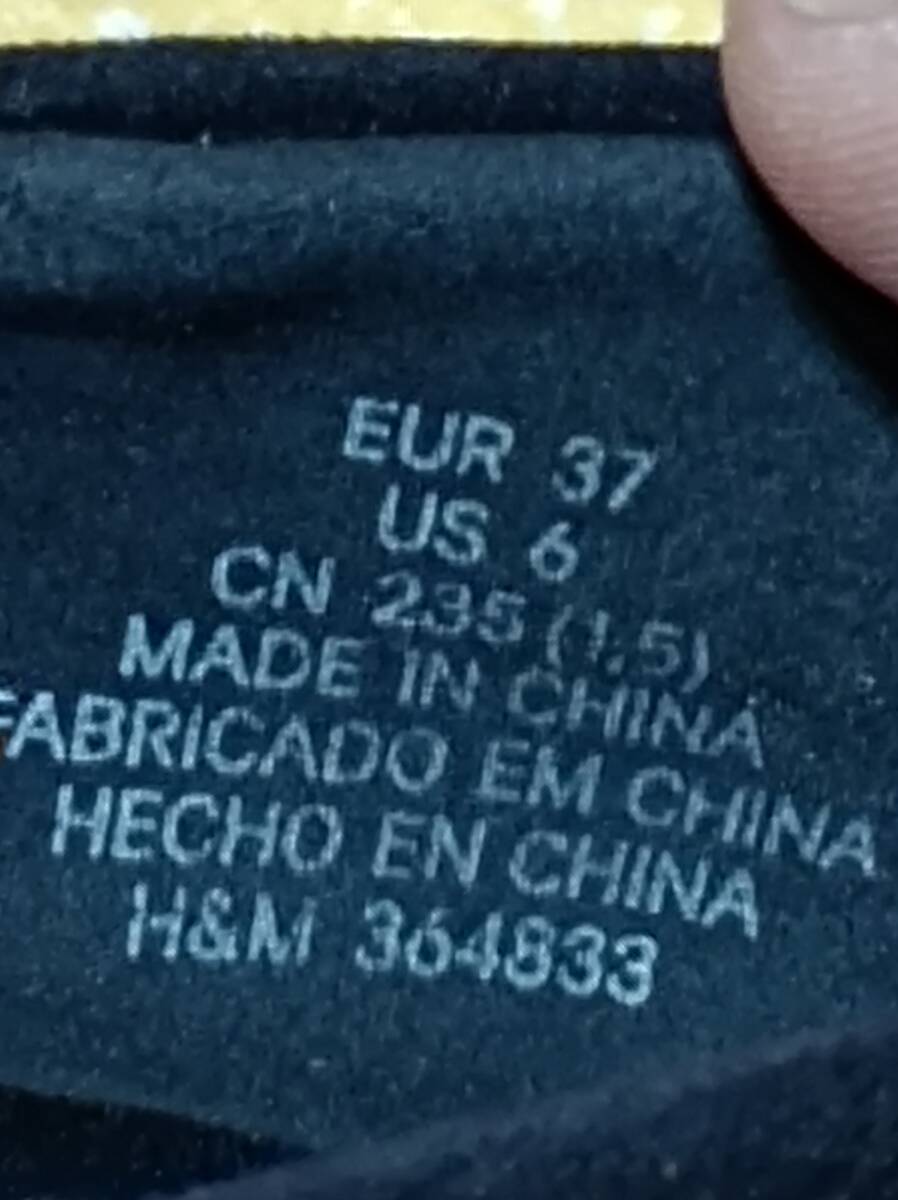 EUR 37
US 6
CN 235 (1.5)
MADE IN CHINA
FABRICADO EM CHINA
HECHO EN CHINA
H&M 364833